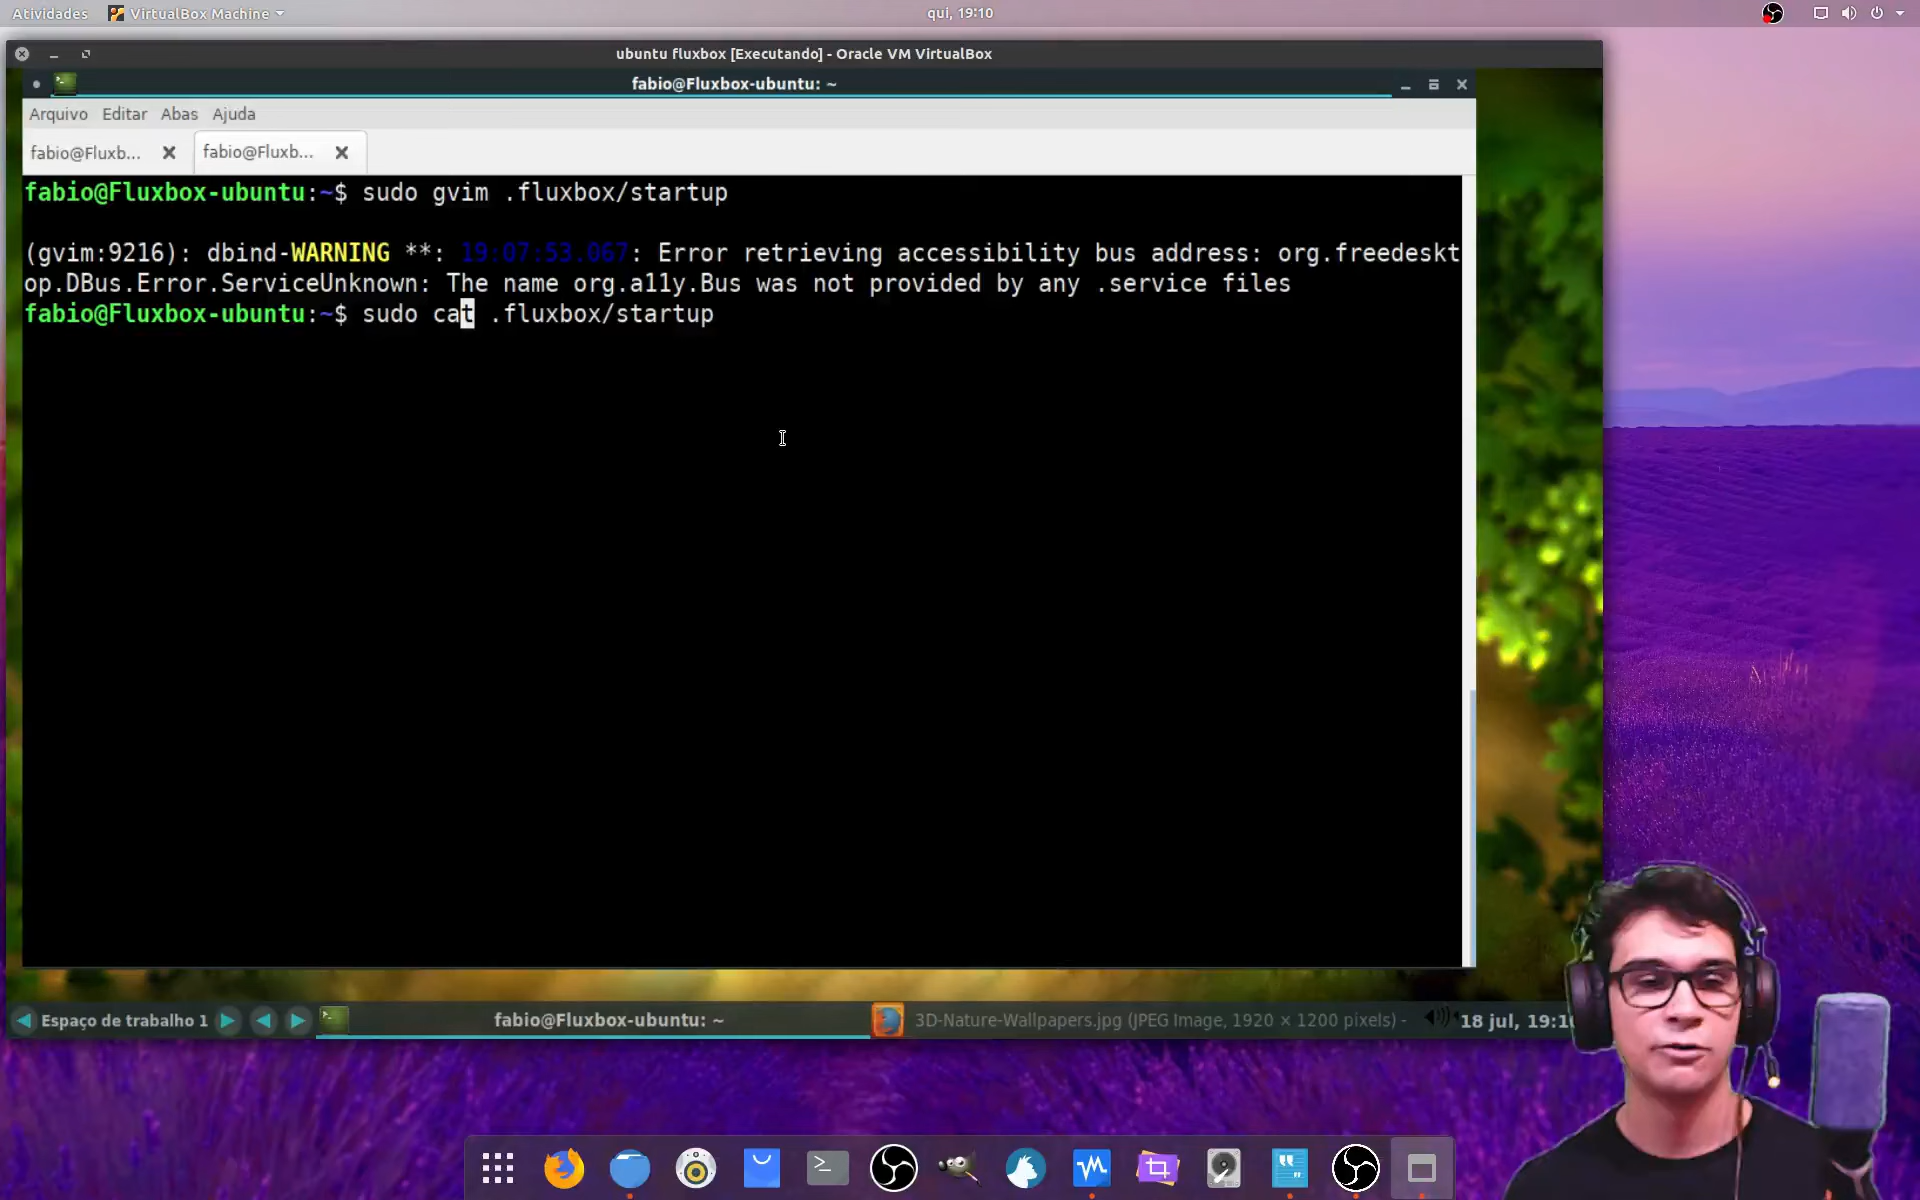 Atividades
VirtualBox Machine
qui, 19:10
ubuntu fluxbox [Executando] - Oracle VM VirtualBox
fabio@Fluxbox-ubuntu: ~
Arquivo Editar Abas Ajuda
fabio@Fluxb...
fabio@Fluxb...
fabio@Fluxbox-ubuntu:~$ sudo gvim .fluxbox/startup
(gvim:9216): dbind-WARNING **: 19:07:53.067: Error retrieving accessibility bus address: org.freedeskt
op.DBus.Error.ServiceUnknown: The name org.a11y.Bus was not provided by any .service files
fabio@Fluxbox-ubuntu:~$ sudo cat .fluxbox/startup
Espaço de trabalho 1
fabio@Fluxbox-ubuntu: ~
3D-Nature-Wallpapers.jpg (JPEG Image, 1920 × 1200 pixels) -
18 jul,